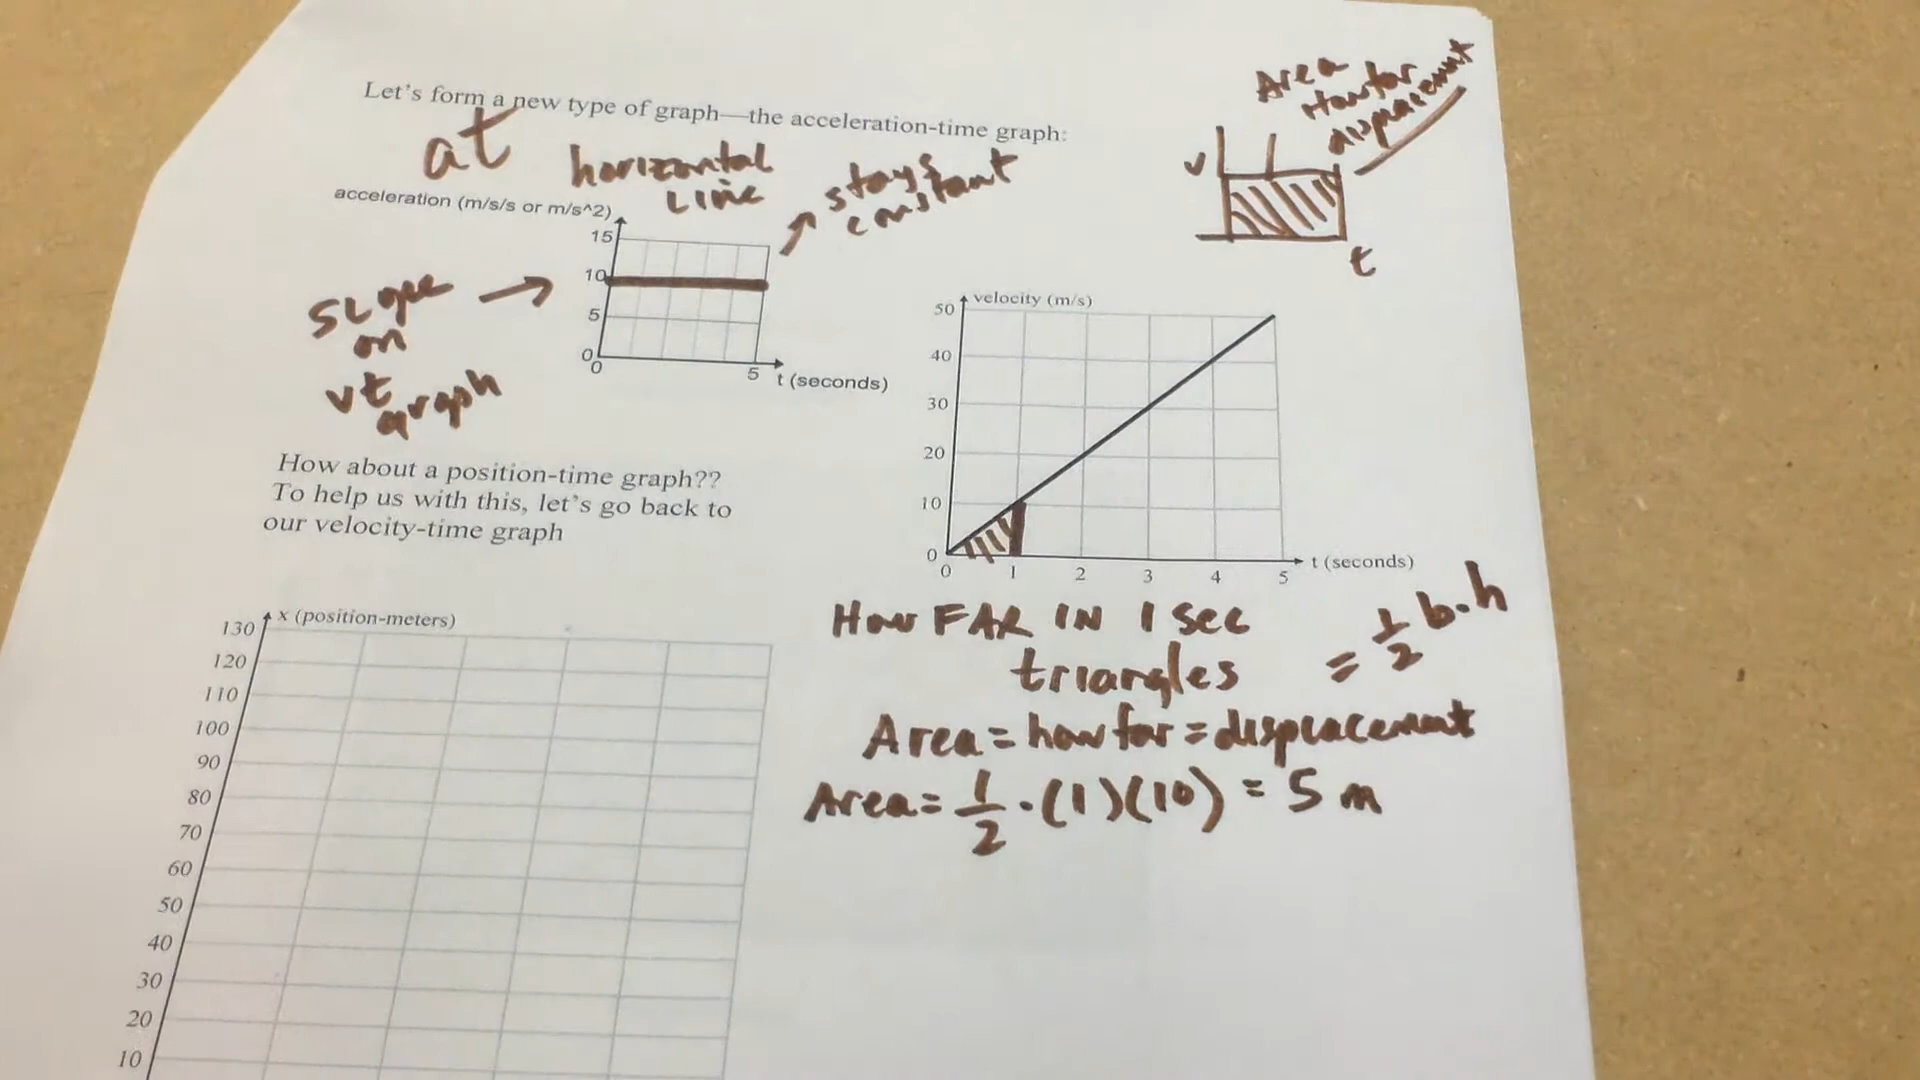 Let's form a new type of graph—the acceleration-time graph:
at
horizontal
line
stays
constant
Area
How far
displacement
v
t
acceleration (m/s/s or m/s^2)
15
10
5
0
0
5
t (seconds)
slope
on
vt
graph
velocity (m/s)
50
40
30
20
10
0
0
1
2
3
4
5
t (seconds)
How about a position-time graph??
To help us with this, let's go back to
our velocity-time graph
How FAR IN 1 Sec
triangles = 1/2 b·h
Area = how far = displacement
Area = 1/2 · (1)(10) = 5 m
x (position-meters)
130
120
110
100
90
80
70
60
50
40
30
20
10